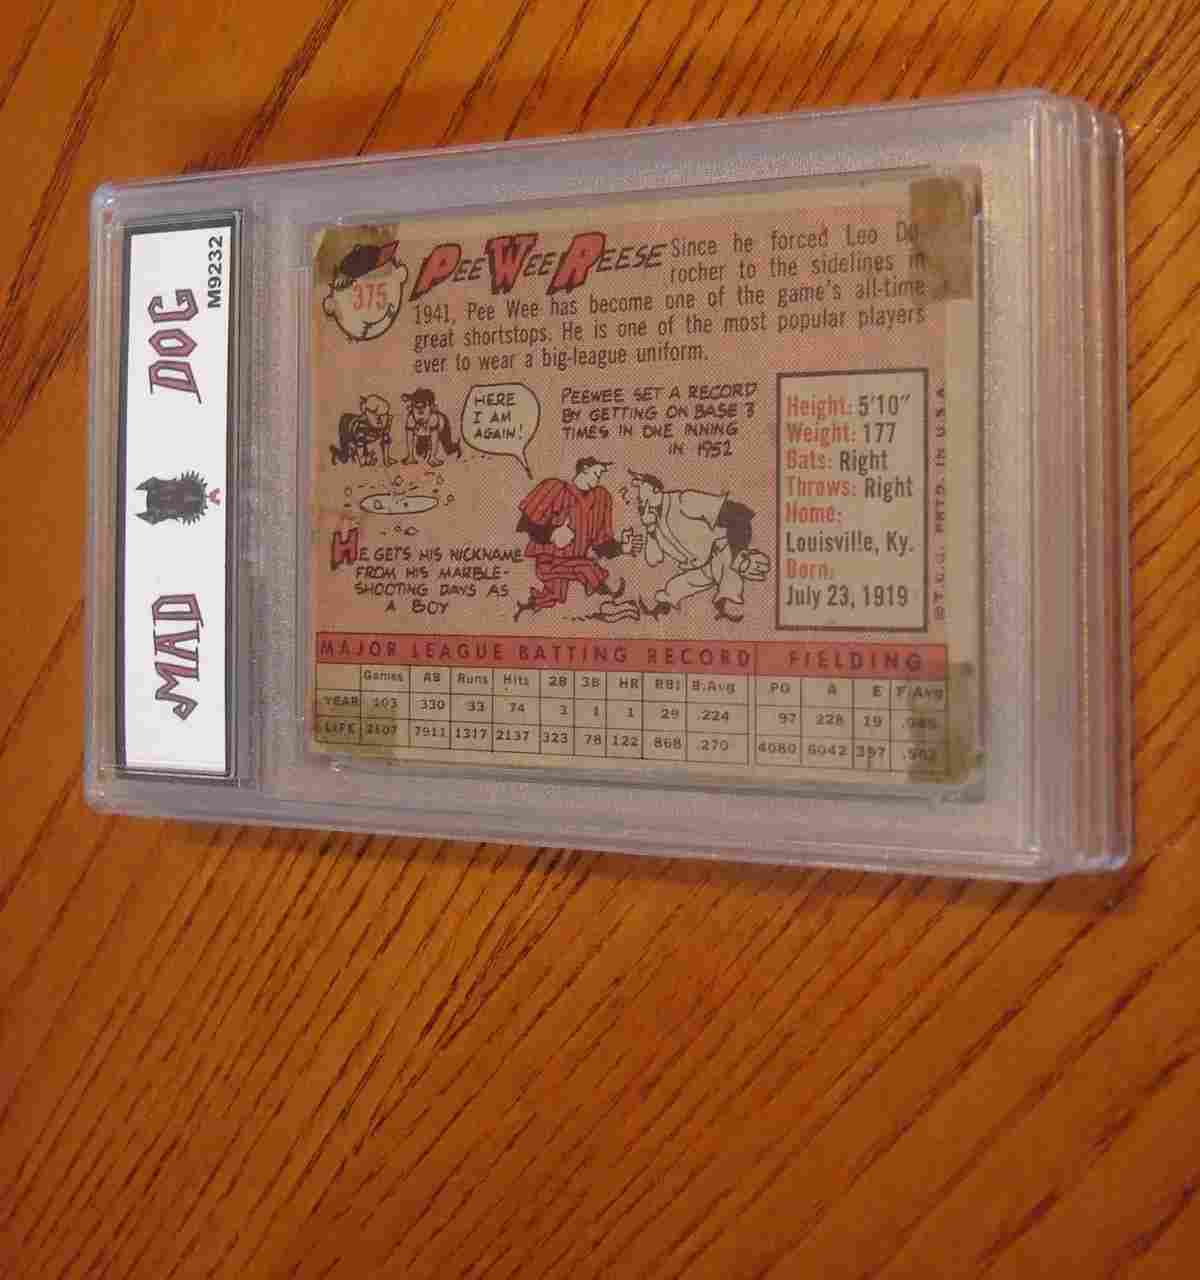 MAD DOG
M9232
375
PEE WEE REESE
Since he forced Leo Du-
rocher to the sidelines in
1941, Pee Wee has become one of the game's all-time
great shortstops. He is one of the most popular players
ever to wear a big-league uniform.
HERE
I AM
AGAIN!
PEEWEE SET A RECORD
BY GETTING ON BASE 3
TIMES IN ONE INNING
IN 1952
HE GETS HIS NICKNAME
FROM HIS MARBLE-
SHOOTING DAYS AS
A BOY
Height: 5'10"
Weight: 177
Bats: Right
Throws: Right
Home:
Louisville, Ky.
Born:
July 23, 1919
T.C.G. PRTD. IN U.S.A.
MAJOR LEAGUE BATTING RECORD FIELDING
Games AB Runs Hits 2B 3B HR RBI B.Avg PO A E F.Avg
YEAR 103 330 33 74 3 1 1 29 .224 97 228 19
LIFE 2107 7911 1317 2137 323 78 122 868 .270 4080 6042 397